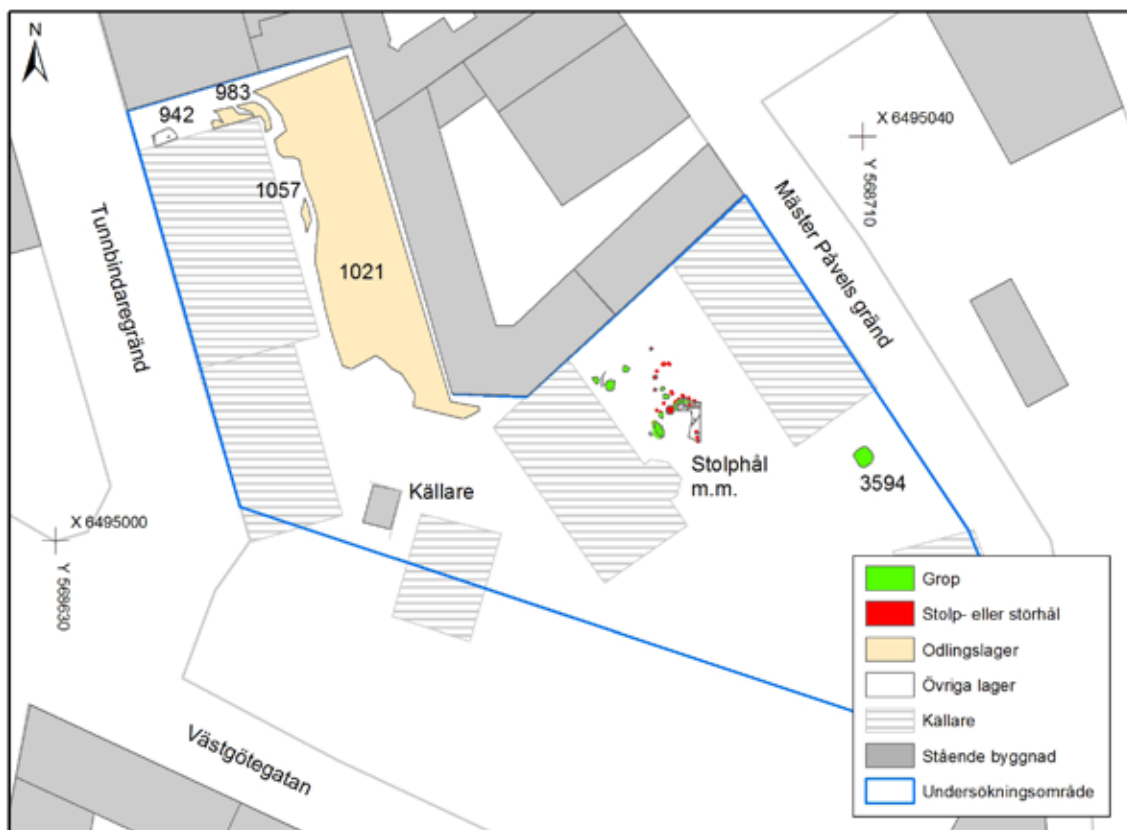 N
942
983
1057
1021
Tunnbindaregränd
Mäster Påvels gränd
X 6495040
Y 568710
Stolphål
m.m.
3594
Källare
X 6495000
Y 568630
Västgötegatan
Grop
Stolp- eller störhål
Odlingslager
Övriga lager
Källare
Stående byggnad
Undersökningsområde